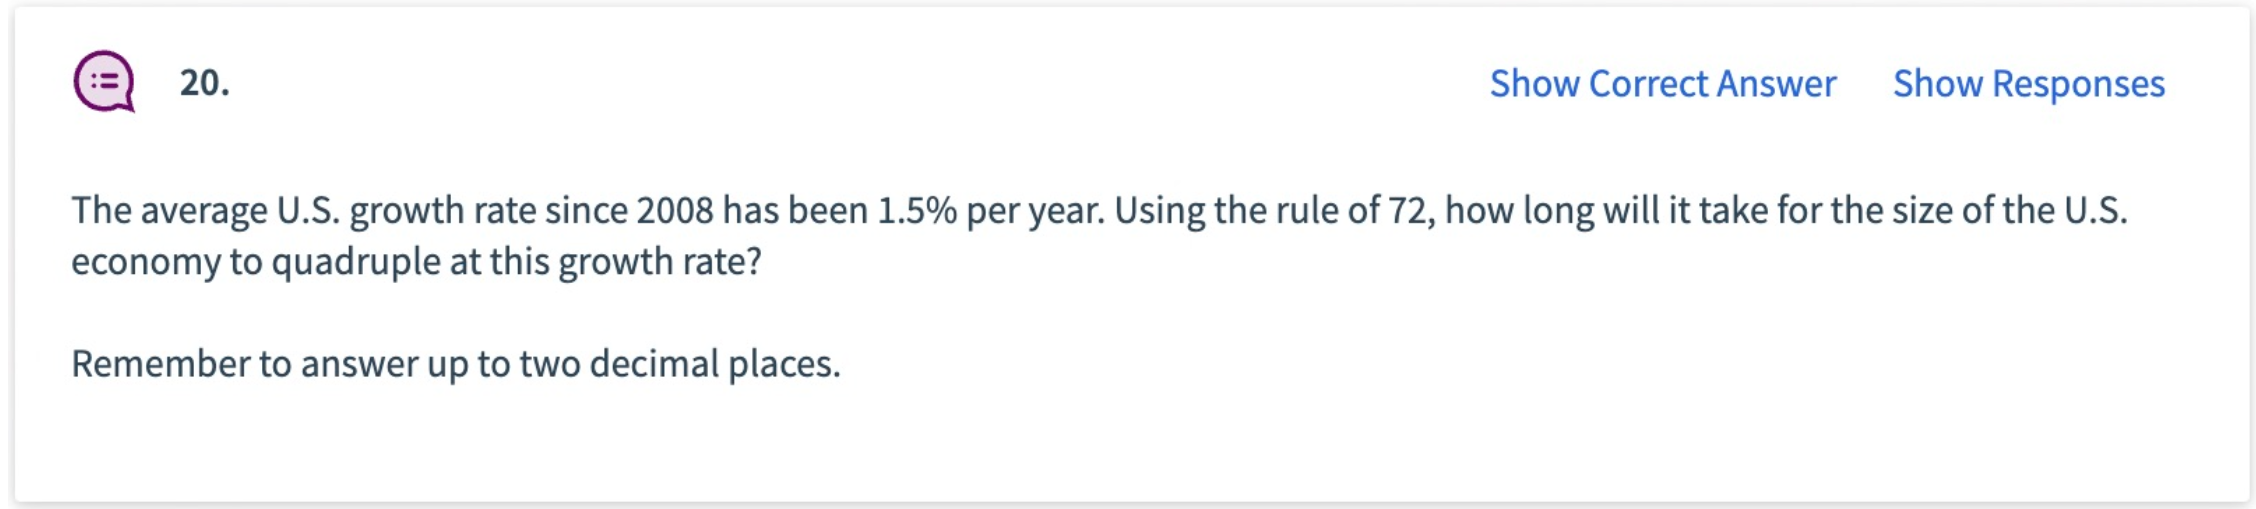 20.
Show Correct Answer
Show Responses
The average U.S. growth rate since 2008 has been 1.5% per year. Using the rule of 72, how long will it take for the size of the U.S.
economy to quadruple at this growth rate?
Remember to answer up to two decimal places.